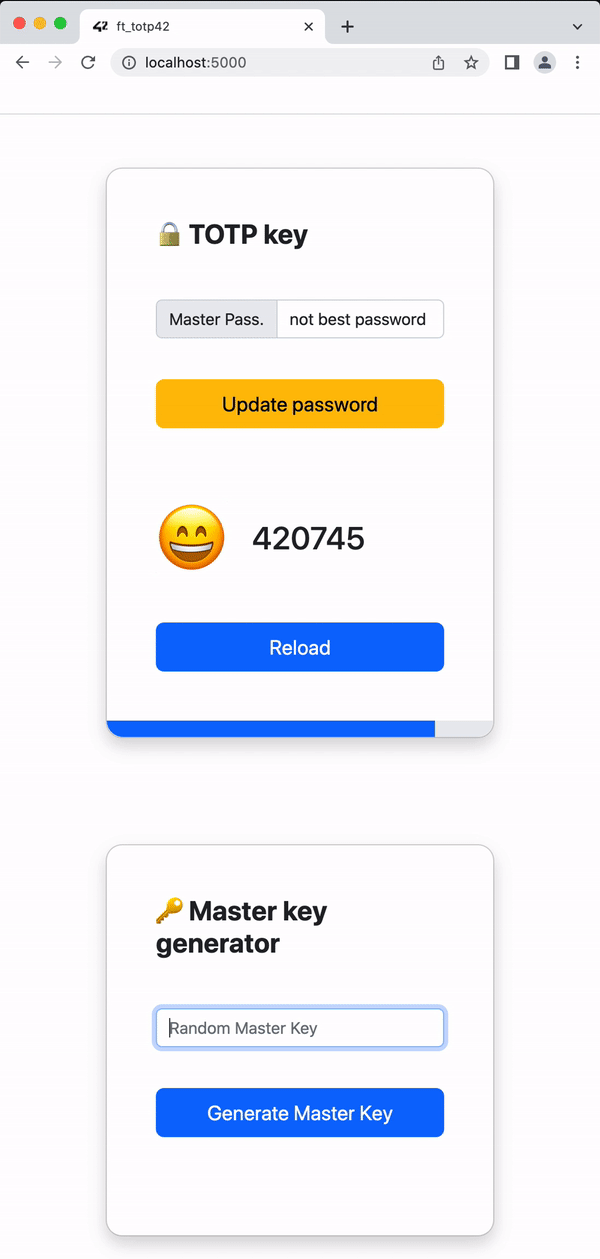 42 ft_totp42
localhost:5000
🔒 TOTP key
Master Pass. not best password
Update password
😄 420745
Reload
🔑 Master key
generator
Random Master Key
Generate Master Key